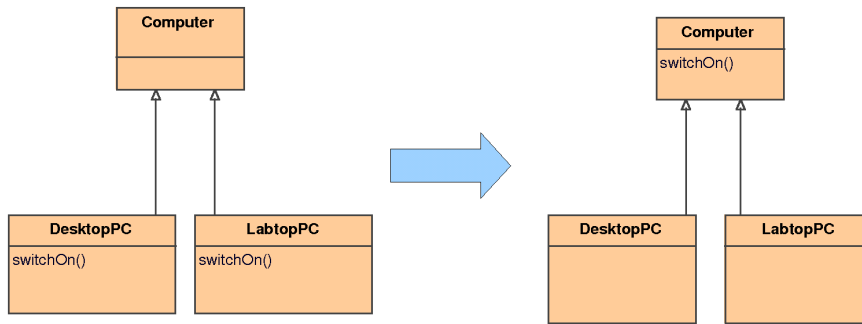 Computer
DesktopPC
switchOn()
LabtopPC
switchOn()
Computer
switchOn()
DesktopPC
LabtopPC